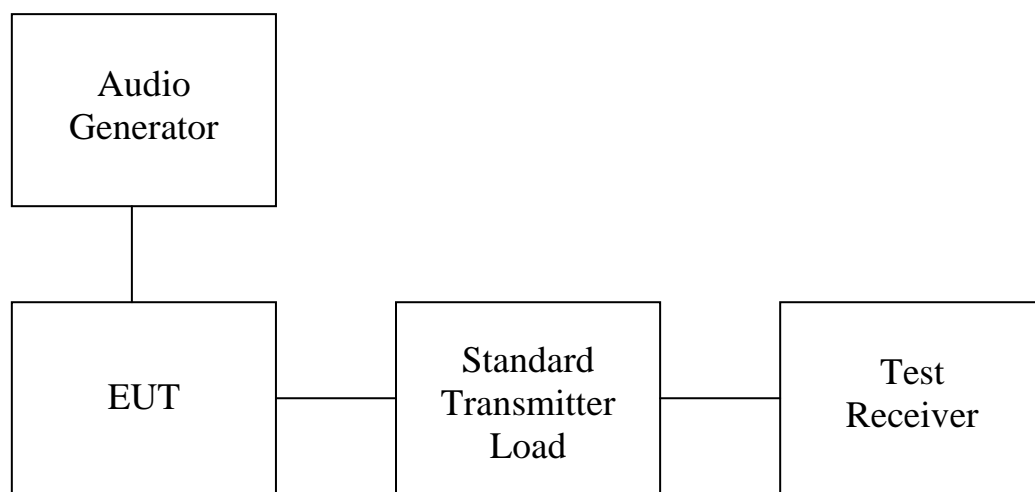 Audio
Generator
EUT
Standard
Transmitter
Load
Test
Receiver